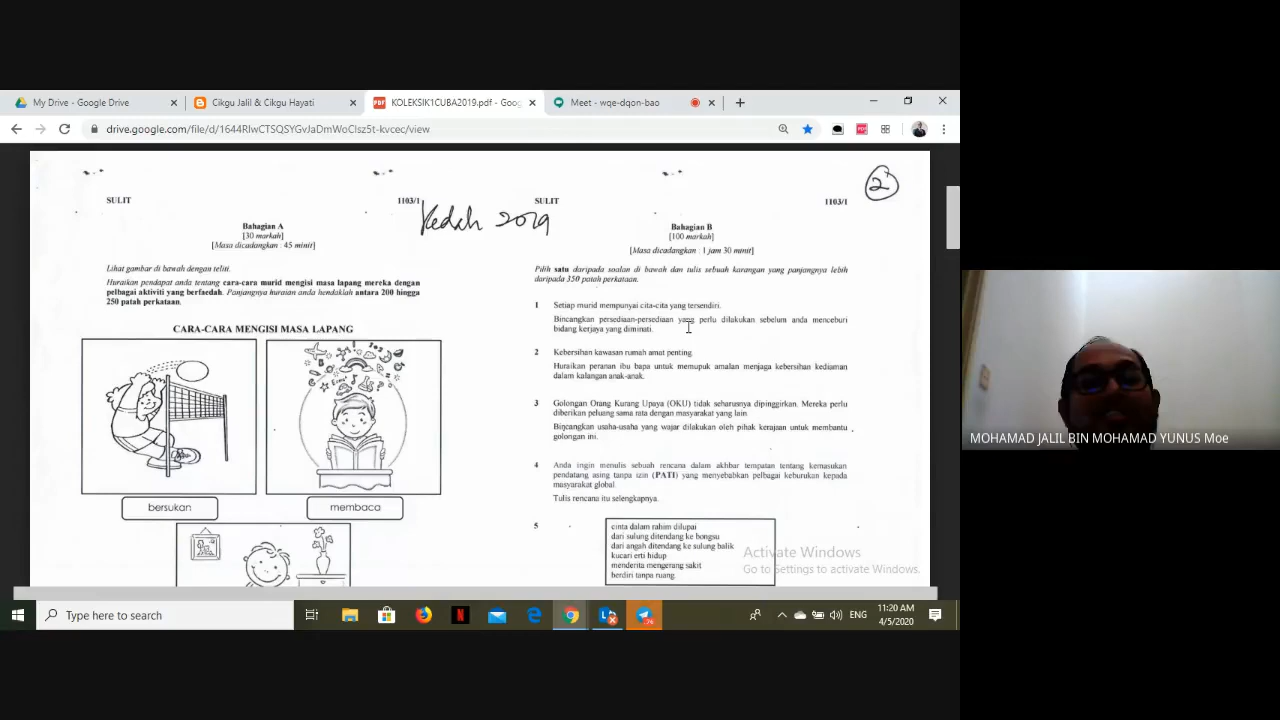 My Drive - Google Drive
Cikgu Jalil & Cikgu Hayati
KOLEKSIK1CUBA2019.pdf - Goog
Meet - wqe-dqon-bao
drive.google.com/file/d/1644RlwCTSQSYGvJaDmWoClsz5t-kvcec/view
SULIT
1103/1
Bahagian A
[30 markah]
[Masa dicadangkan : 45 minit]
Lihat gambar di bawah dengan teliti.
Huraikan pendapat anda tentang cara-cara murid mengisi masa lapang mereka dengan
pelbagai aktiviti yang berfaedah. Panjangnya huraian anda hendaklah antara 200 hingga
250 patah perkataan.
CARA-CARA MENGISI MASA LAPANG
bersukan
membaca
Kedah 2019
SULIT
1103/1
2
Bahagian B
[100 markah]
[Masa dicadangkan : 1 jam 30 minit]
Pilih satu daripada soalan di bawah dan tulis sebuah karangan yang panjangnya lebih
daripada 350 patah perkataan.
1 Setiap murid mempunyai cita-cita yang tersendiri.
Bincangkan persediaan-persediaan yang perlu dilakukan sebelum anda menceburi
bidang kerjaya yang diminati.
2 Kebersihan kawasan rumah amat penting.
Huraikan peranan ibu bapa untuk memupuk amalan menjaga kebersihan kediaman
dalam kalangan anak-anak.
3 Golongan Orang Kurang Upaya (OKU) tidak seharusnya dipinggirkan. Mereka perlu
diberikan peluang sama rata dengan masyarakat yang lain.
Bincangkan usaha-usaha yang wajar dilakukan oleh pihak kerajaan untuk membantu
golongan ini.
4 Anda ingin menulis sebuah rencana dalam akhbar tempatan tentang kemasukan
pendatang asing tanpa izin (PATI) yang menyebabkan pelbagai keburukan kepada
masyarakat global.
Tulis rencana itu selengkapnya.
5
cinta dalam rahim dilupai
dari sulung ditendang ke bongsu
dari angah ditendang ke sulung balik
kucari erti hidup
menderita mengerang sakit
berdiri tanpa ruang
Activate Windows
Go to Settings to activate Windows.
MOHAMAD JALIL BIN MOHAMAD YUNUS Moe
Type here to search
ENG
11:20 AM
4/5/2020